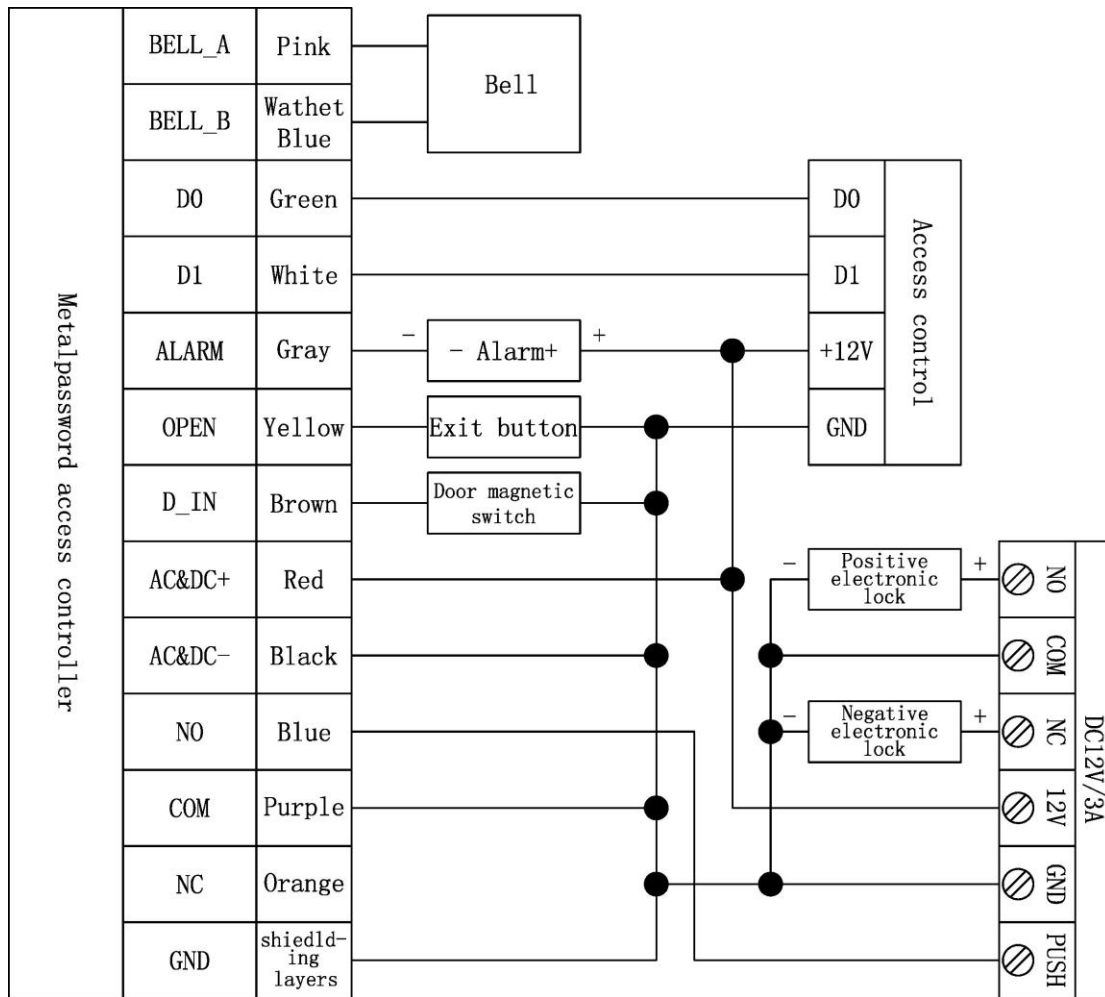 Metalpassword access controller
BELL_A
Pink
BELL_B
Wathet
Blue
D0
Green
D1
White
ALARM
Gray
OPEN
Yellow
D_IN
Brown
AC&DC+
Red
AC&DC-
Black
NO
Blue
COM
Purple
NC
Orange
GND
shiedld-
ing
layers
Bell
-
- Alarm+
+
Exit button
Door magnetic
switch
D0
D1
+12V
GND
Access control
-
Positive
electronic
lock
+
-
Negative
electronic
lock
+
NO
COM
NC
12V
GND
PUSH
DC12V/3A